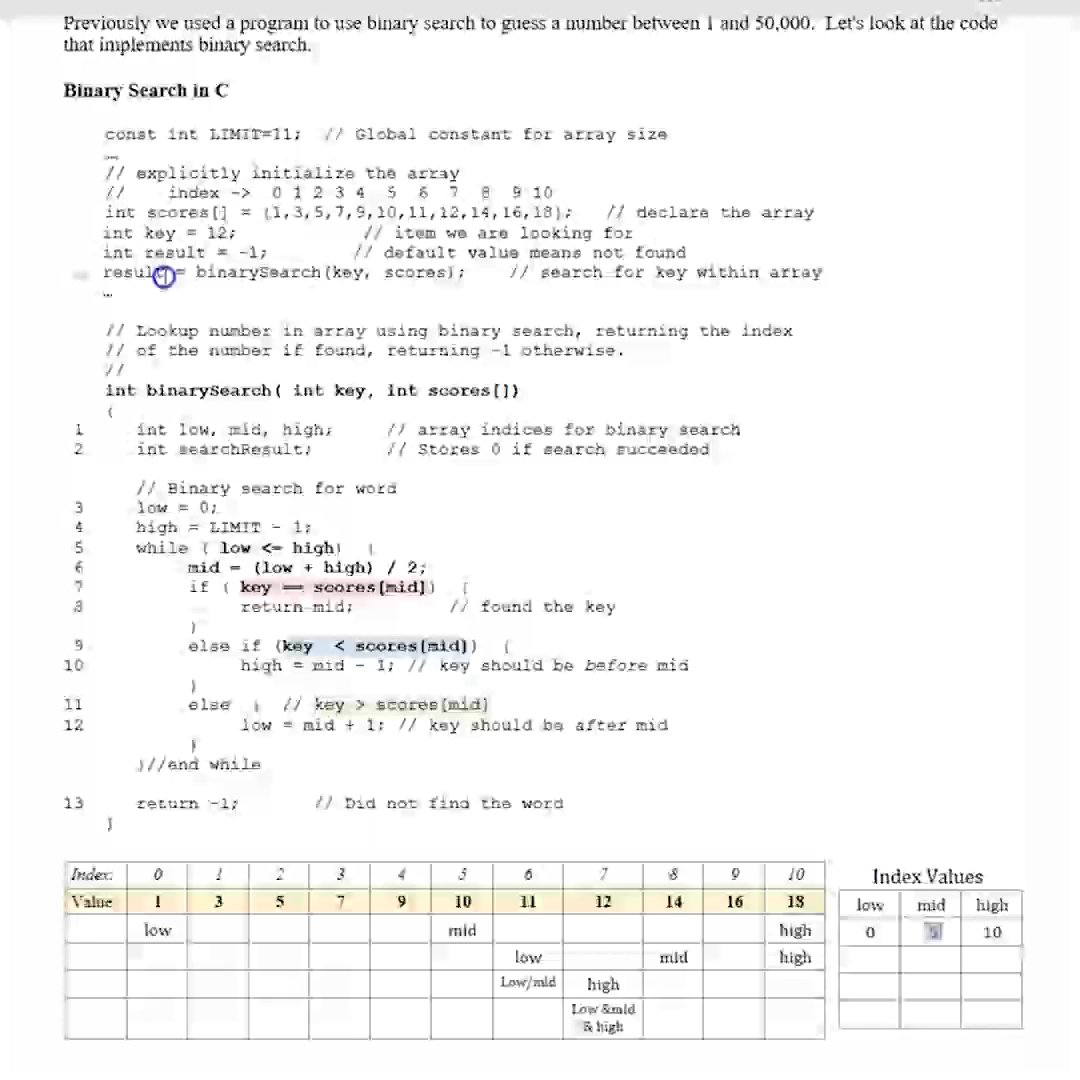 Previously we used a program to use binary search to guess a number between 1 and 50,000. Let's look at the code
that implements binary search.
Binary Search in C
const int LIMIT=11; // Global constant for array size
…
// explicitly initialize the array
// index -> 0 1 2 3 4 5 6 7 8 9 10
int scores[] = {1,3,5,7,9,10,11,12,14,16,18}; // declare the array
int key = 12; // item we are looking for
int result = -1; // default value means not found
result = binarySearch(key, scores); // search for key within array
…
// Lookup number in array using binary search, returning the index
// of the number if found, returning -1 otherwise.
//
int binarySearch( int key, int scores[])
{
1 int low, mid, high; // array indices for binary search
2 int searchResult; // Stores 0 if search succeeded
// Binary search for word
3 low = 0;
4 high = LIMIT - 1;
5 while ( low <= high) {
6 mid = (low + high) / 2;
7 if ( key == scores[mid]) {
8 return mid; // found the key
}
9 else if (key < scores[mid]) {
10 high = mid - 1; // key should be before mid
}
11 else { // key > scores[mid]
12 low = mid + 1; // key should be after mid
}
}//end while
13 return -1; // Did not find the word
}
Index: 0 1 2 3 4 5 6 7 8 9 10
Value 1 3 5 7 9 10 11 12 14 16 18
low mid high
low mid high
Low/mid high
Low &mid
& high
Index Values
low mid high
0 5 10